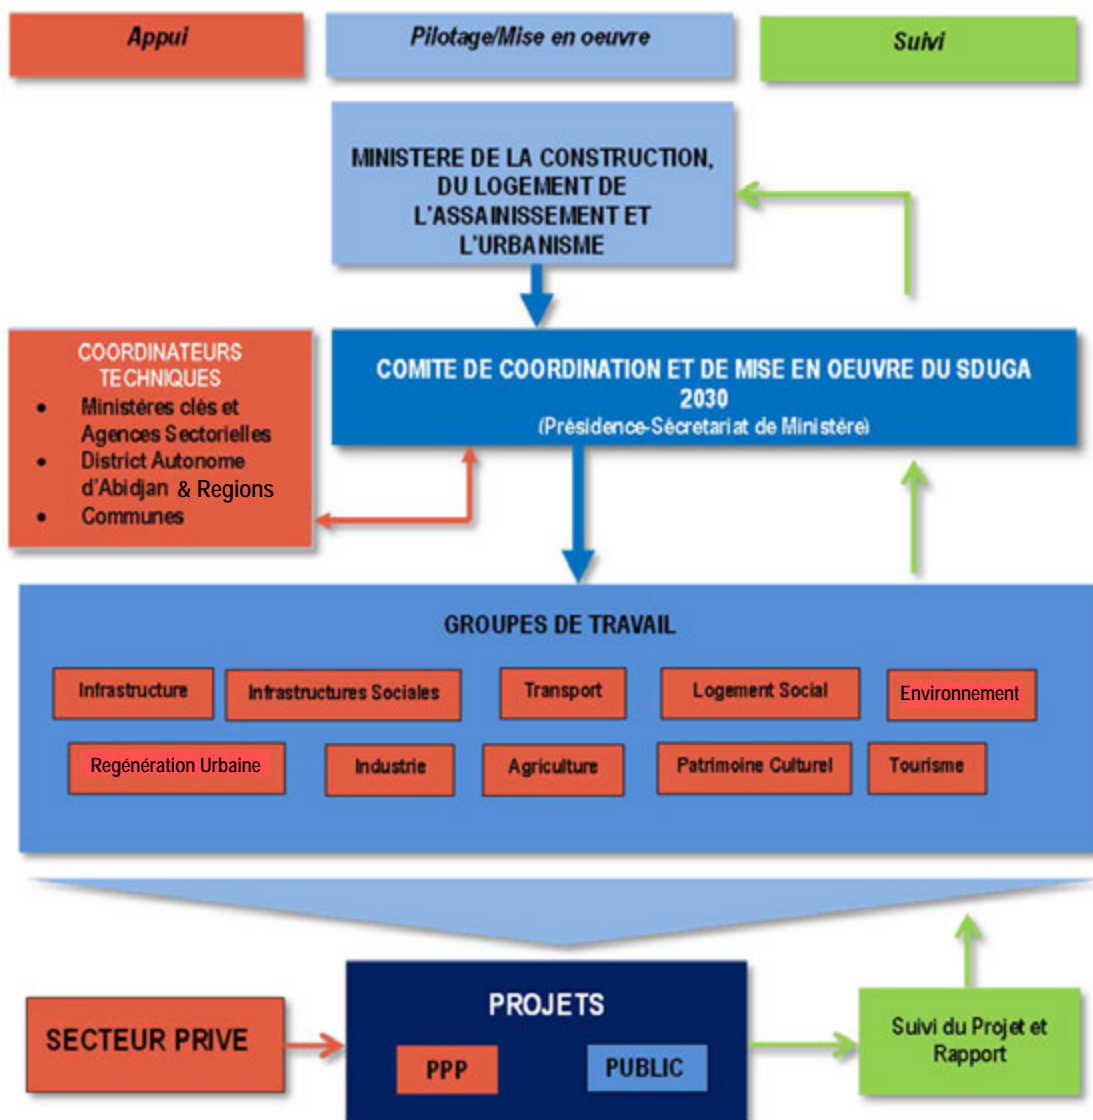 Appui
Pilotage/Mise en oeuvre
Suivi
MINISTERE DE LA CONSTRUCTION,
DU LOGEMENT DE
L'ASSAINISSEMENT ET
L'URBANISME
COORDINATEURS
TECHNIQUES
• Ministéres clés et
Agences Sectorielles
• District Autonome
d'Abidjan & Regions
• Communes
COMITE DE COORDINATION ET DE MISE EN OEUVRE DU SDUGA
2030
(Présidence-Sécretariat de Ministére)
GROUPES DE TRAVAIL
Infrastructure
Infrastructures Sociales
Transport
Logement Social
Environnement
Regénération Urbaine
Industrie
Agriculture
Patrimoine Culturel
Tourisme
SECTEUR PRIVE
PROJETS
PPP
PUBLIC
Suivi du Projet et
Rapport